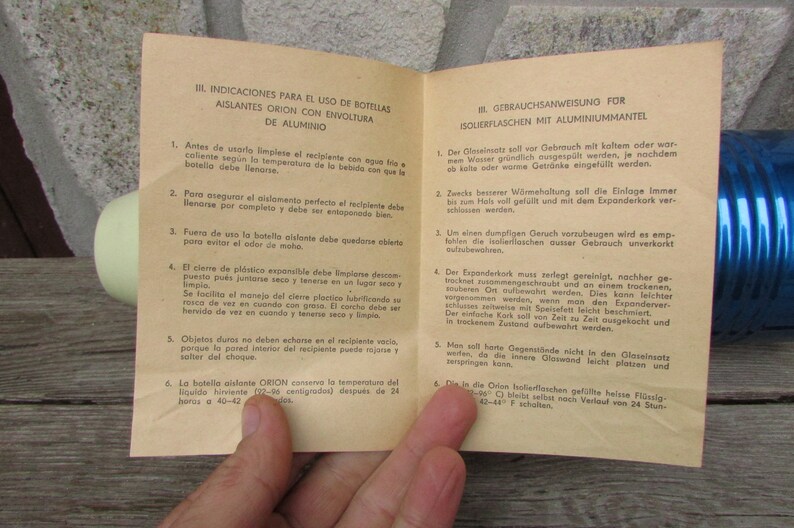 III. INDICACIONES PARA EL USO DE BOTELLAS
AISLANTES ORION CON ENVOLTURA
DE ALUMINIO
1. Antes de usarlo limpiese el recipiente con agua fria o
caliente según la temperatura de la bebida con que la
botella debe llenarse.
2. Para asegurar el aislamento perfecto el recipiente debe
llenarse por completo y debe ser entaponado bien.
3. Fuera de uso la botella aislante debe quedarse abierta
para evitar el odor de moho.
4. El cierre de plástico expansible debe limpiarse descom-
puesto pués juntarse seco y tenerse en un lugar seco y
limpio.
Se facilita el manejo del cierre plactico lubrificando su
rosca de vez en cuando con grasa. El corcho debe ser
hervida de vez en cuando y tenerse seco y limpio.
5. Objetos duros no deben echarse en el recipiente vacio,
porque la pared interior del recipiente puede rajarse y
salter del choque.
6. La botella aislante ORION conserva la temperatura del
liquido hirviente (92–96 centigrados) después de 24
horas a 40–42
III. GEBRAUCHSANWEISUNG FÜR
ISOLIERFLASCHEN MIT ALUMINIUMMANTEL
1. Der Glaseinsatz soll vor Gebrauch mit kaltem oder war-
mem Wasser gründlich ausgespült werden, je nachdem
ob kalte oder warme Getränke eingefüllt werden.
2. Zwecks besserer Wärmehaltung soll die Einlage immer
bis zum Hals voll gefüllt und mit dem Expanderkork ver-
schlossen werden.
3. Um einen dumpfigen Geruch vorzubeugen wird es emp-
fohlen die isolierflaschen ausser Gebrauch unverkorkt
aufzubewahren.
4. Der Expanderkork muss zerlegt gereinigt, nachher ge-
trocknet zusammengeschraubt und an einem trockenen,
sauberen Ort aufbewahrt werden. Dies kann leichter
vorgenommen werden, wenn man den Expanderver-
schlusses zeitweise mit Speisefett leicht beschmiert.
Der einfache Kork soll von Zeit zu Zeit ausgekocht und
in trockenem Zustand aufbewahrt werden.
5. Man soll harte Gegenstände nicht in den Glaseinsatz
werfen, da die innere Glaswand leicht platzen und
zerspringen kann.
6. Die in die Orion Isolierflaschen gefüllte heisse Flüssig-
96° C) bleibt selbst nach Verlauf von 24 Stun-
42–44° F schalten.